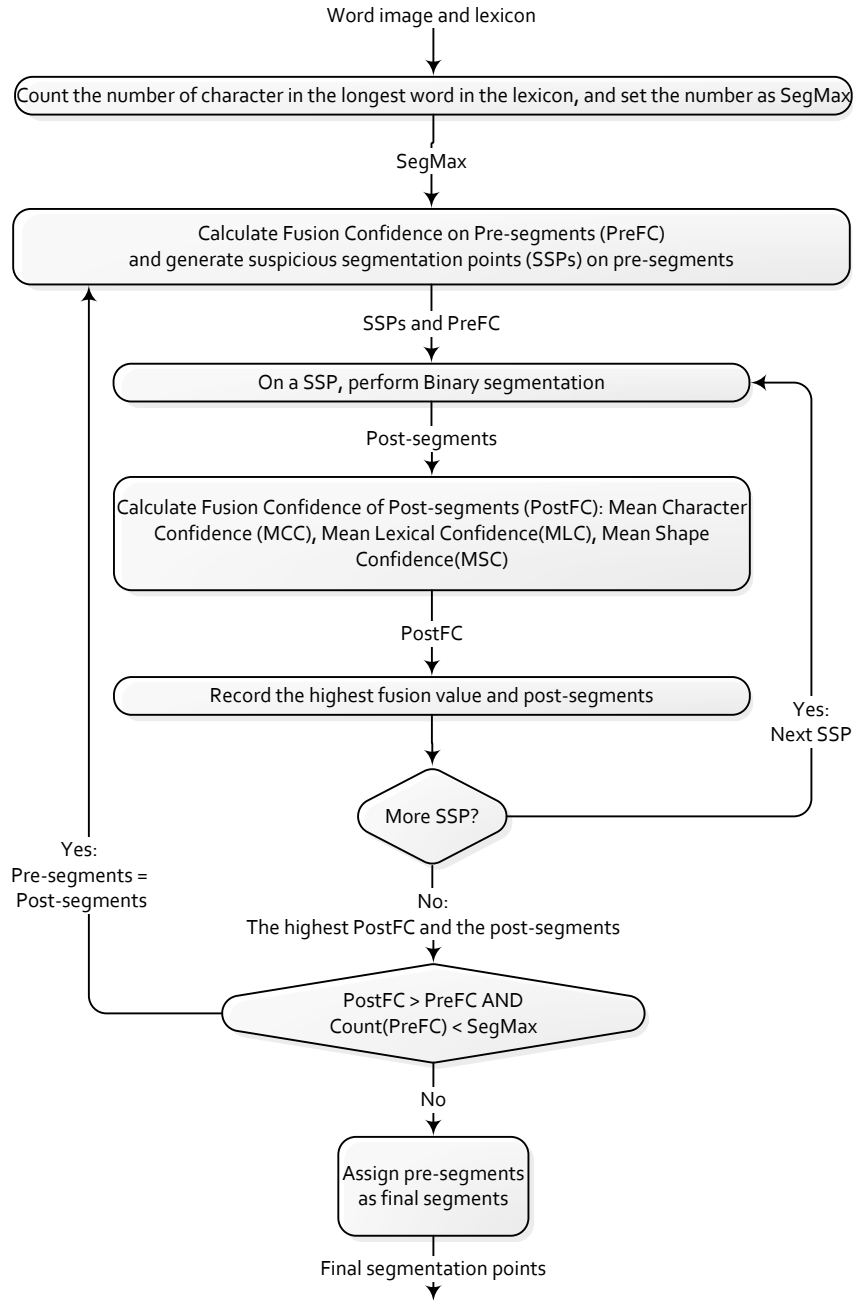 Word image and lexicon
Count the number of character in the longest word in the lexicon, and set the number as SegMax
SegMax
Calculate Fusion Confidence on Pre-segments (PreFC)
and generate suspicious segmentation points (SSPs) on pre-segments
SSPs and PreFC
On a SSP, perform Binary segmentation
Post-segments
Calculate Fusion Confidence of Post-segments (PostFC): Mean Character
Confidence (MCC), Mean Lexical Confidence(MLC), Mean Shape
Confidence(MSC)
PostFC
Record the highest fusion value and post-segments
Yes:
Next SSP
More SSP?
Yes:
Pre-segments =
Post-segments
No:
The highest PostFC and the post-segments
PostFC > PreFC AND
Count(PreFC) < SegMax
No
Assign pre-segments
as final segments
Final segmentation points